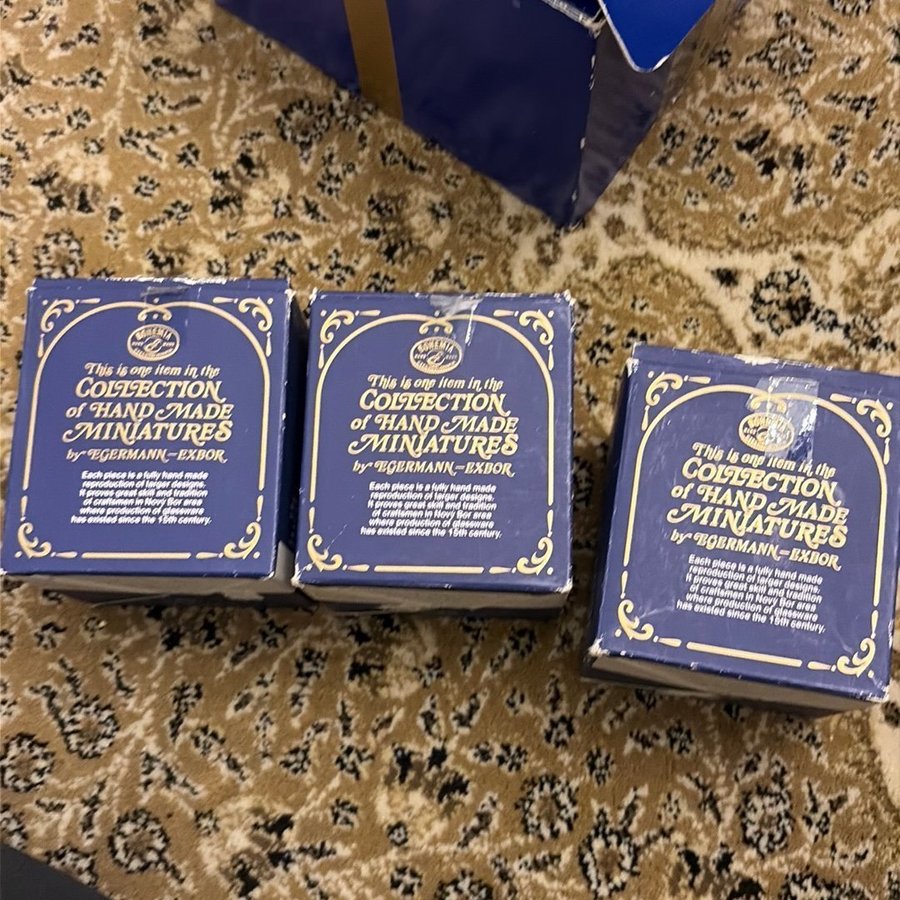 BOHEMIA
This is one item in the
COLLECTION
of HAND MADE
MINIATURES
by EGERMANN-EXBOR
Each piece is a fully hand made
reproduction of larger designs.
It proves great skill and tradition
of craftsmen in Novy Bor area
where production of glassware
has existed since the 15th century.
BOHEMIA
This is one item in the
COLLECTION
of HAND MADE
MINIATURES
by EGERMANN-EXBOR
Each piece is a fully hand made
reproduction of larger designs.
It proves great skill and tradition
of craftsmen in Novy Bor area
where production of glassware
has existed since the 15th century.
BOHEMIA
This is one item in the
COLLECTION
of HAND MADE
MINIATURES
by EGERMANN-EXBOR
Each piece is a fully hand made
reproduction of larger designs.
It proves great skill and tradition
of craftsmen in Novy Bor area
where production of glassware
has existed since the 15th century.